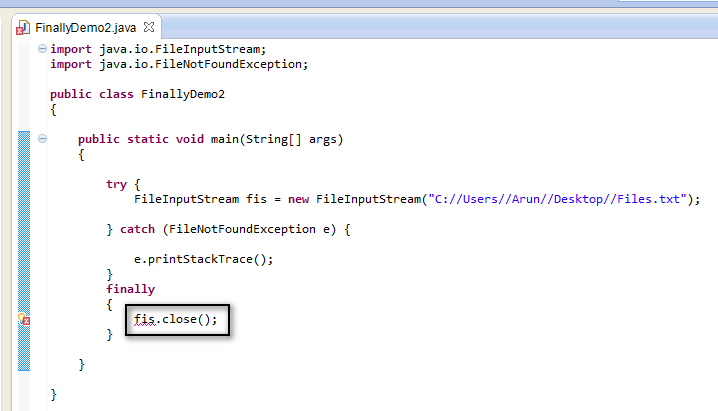 FinallyDemo2.java
import java.io.FileInputStream;
import java.io.FileNotFoundException;
public class FinallyDemo2
{
public static void main(String[] args)
{
try {
FileInputStream fis = new FileInputStream("C://Users//Arun//Desktop//Files.txt");
} catch (FileNotFoundException e) {
e.printStackTrace();
}
finally
{
fis.close();
}
}
}